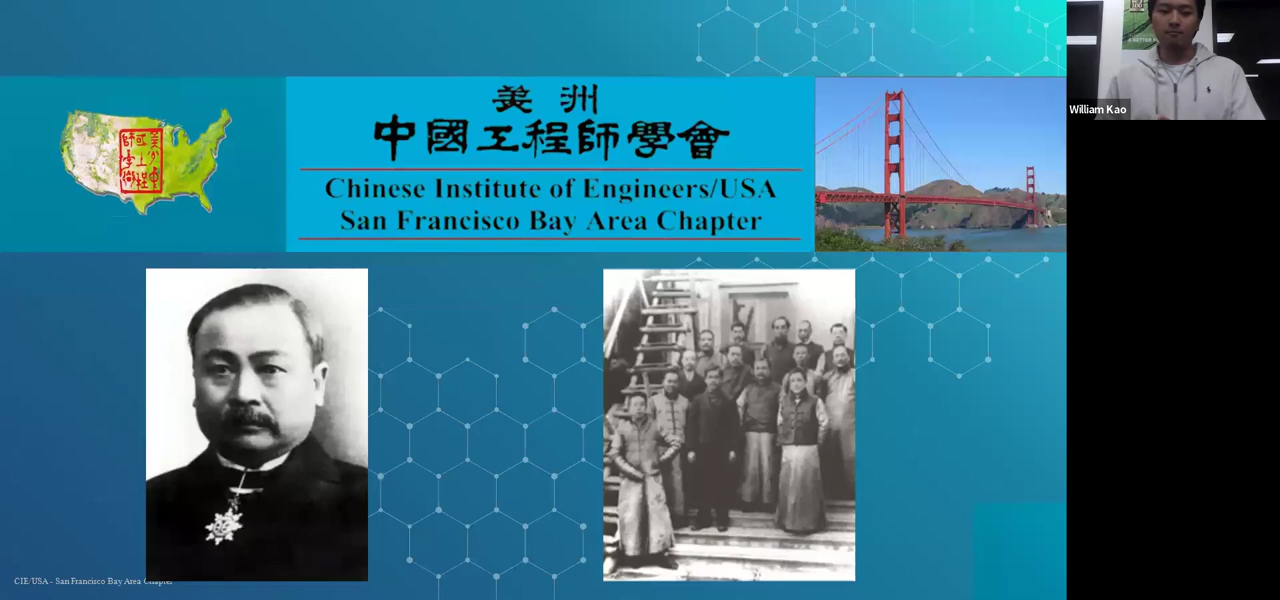 美 洲
中國工程師學會
Chinese Institute of Engineers/USA
San Francisco Bay Area Chapter
William Kao
CIE/USA - San Francisco Bay Area Chapter